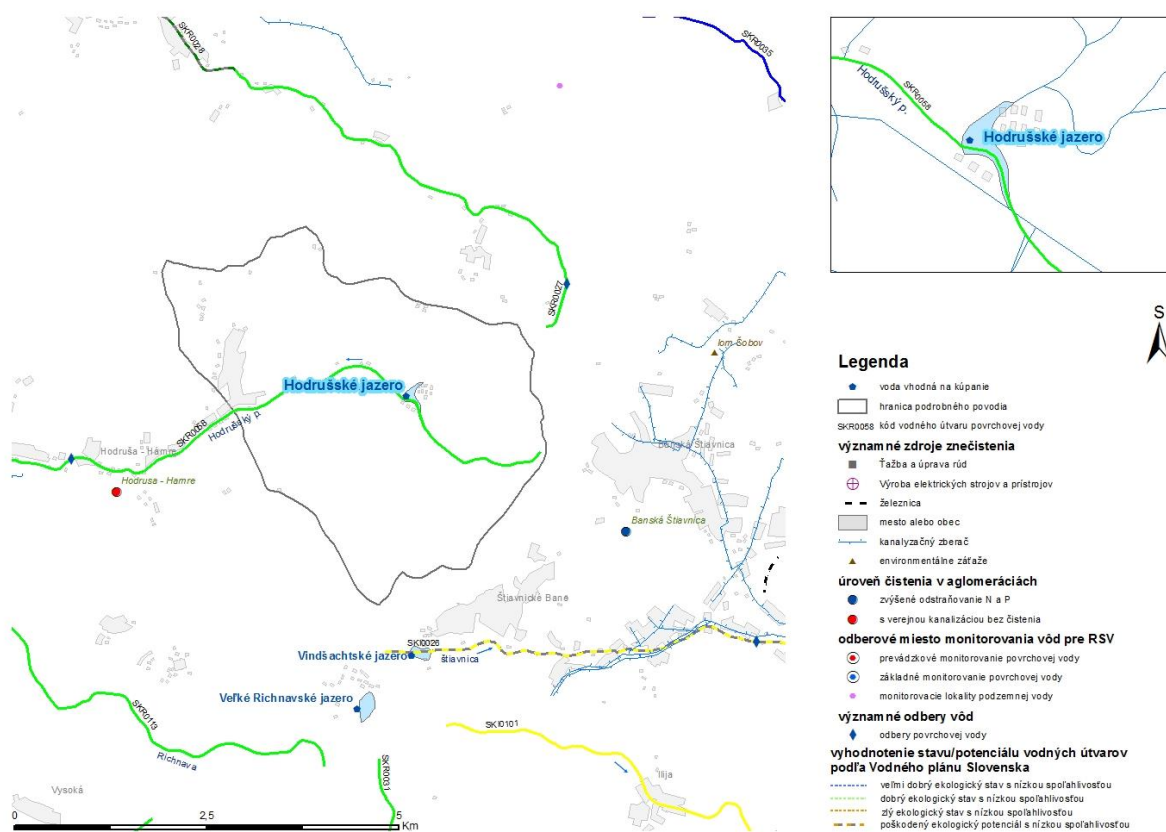 SKR0028
SKR0035
SKR0027
Hodrušské jazero
SKR0058
Hodrušský p.
Hodruša - Hámre
Hodrusa - Hamre
lom Šobov
Banská Štiavnica
Banská Štiavnica
Štiavnické Bane
SKI0026
Vindšachtské jazero
štiavnica
Veľké Richnavské jazero
SKR0113
Richnava
SKR0031
SKI0101
Ilija
Vysoká
0 2.5 5
Km
Hodrušský p.
SKR0058
Hodrušské jazero
S
Legenda
voda vhodná na kúpanie
hranica podrobného povodia
SKR0058 kód vodného útvaru povrchovej vody
významné zdroje znečistenia
Ťažba a úprava rúd
Výroba elektrických strojov a prístrojov
železnica
mesto alebo obec
kanalyzačný zberač
environmentálne záťaže
úroveň čistenia v aglomeráciách
zvýšené odstraňovanie N a P
s verejnou kanalizáciou bez čistenia
odberové miesto monitorovania vôd pre RSV
prevádzkové monitorovanie povrchovej vody
základné monitorovanie povrchovej vody
monitorovacie lokality podzemnej vody
významné odbery vôd
odbery povrchovej vody
vyhodnotenie stavu/potenciálu vodných útvarov
podľa Vodného plánu Slovenska
veľmi dobrý ekologický stav s nízkou spoľahlivosťou
dobrý ekologický stav s nízkou spoľahlivosťou
zlý ekologický stav s nízkou spoľahlivosťou
poškodený ekologický potenciál s nízkou spoľahlivosťou